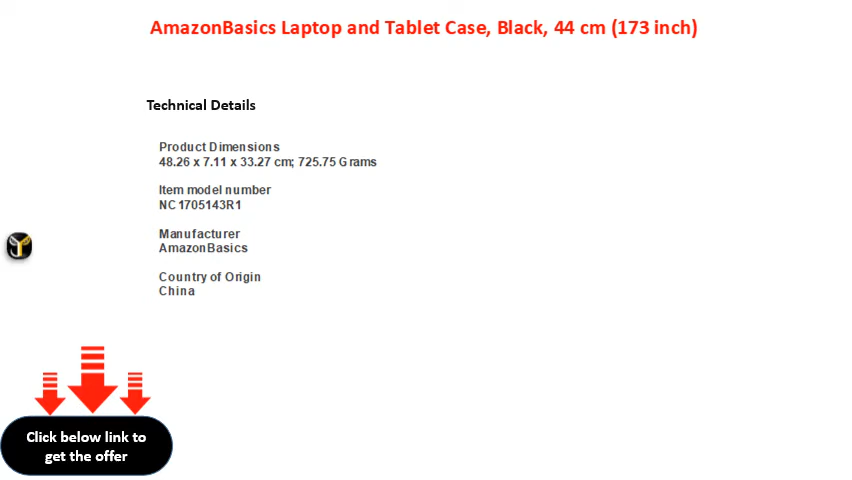 AmazonBasics Laptop and Tablet Case, Black, 44 cm (173 inch)
Technical Details
Product Dimensions
48.26 x 7.11 x 33.27 cm; 725.75 Grams
Item model number
NC1705143R1
Manufacturer
AmazonBasics
Country of Origin
China
Click below link to
get the offer